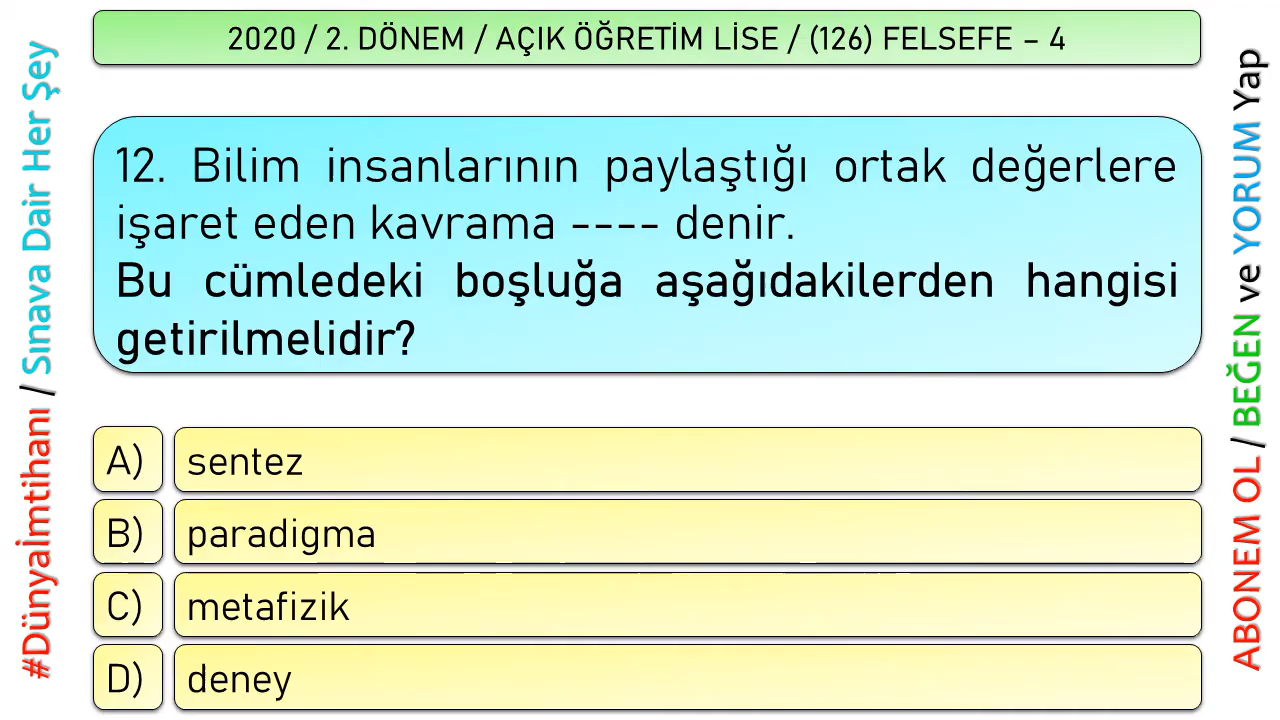 2020 / 2. DÖNEM / AÇIK ÖĞRETİM LİSE / (126) FELSEFE – 4
#Dünyaİmtihanı / Sınava Dair Her Şey
12. Bilim insanlarının paylaştığı ortak değerlere
işaret eden kavrama ---- denir.
Bu cümledeki boşluğa aşağıdakilerden hangisi
getirilmelidir?
A) sentez
B) paradigma
C) metafizik
D) deney
ABONEM OL / BEĞEN ve YORUM Yap